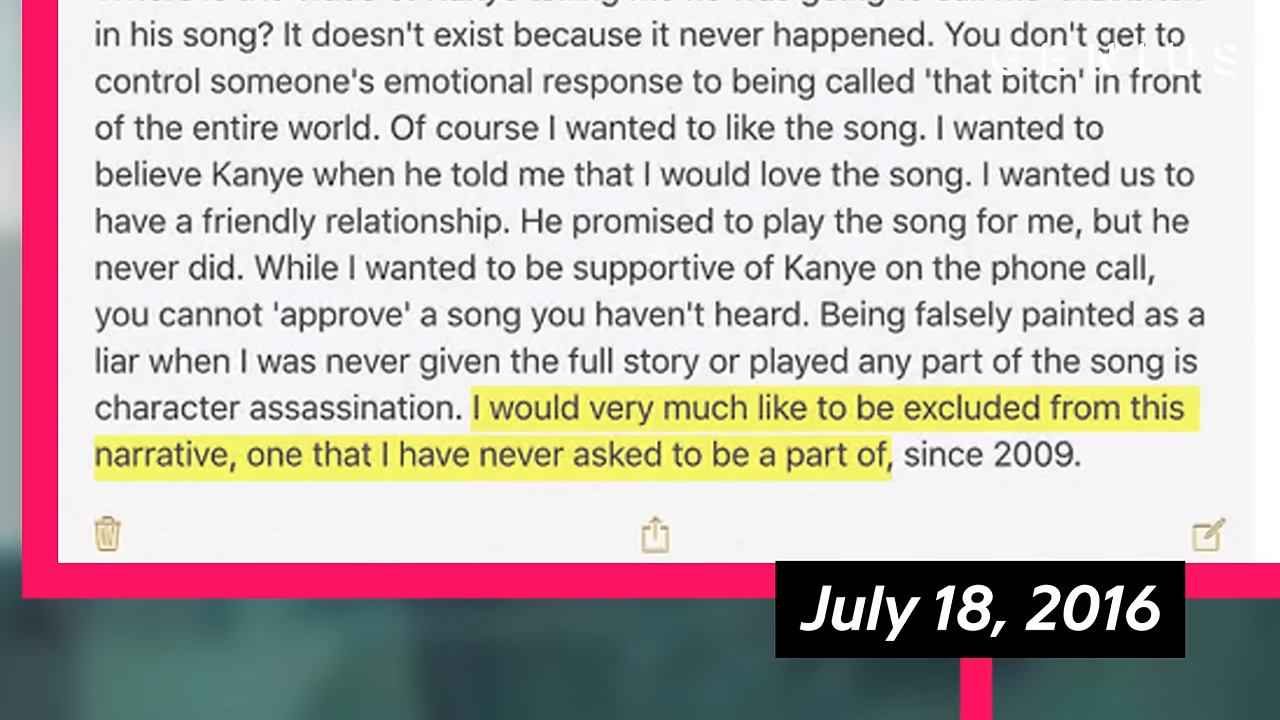 in his song? It doesn't exist because it never happened. You don't get to
GENIUS
control someone's emotional response to being called 'that bitch' in front
of the entire world. Of course I wanted to like the song. I wanted to
believe Kanye when he told me that I would love the song. I wanted us to
have a friendly relationship. He promised to play the song for me, but he
never did. While I wanted to be supportive of Kanye on the phone call,
you cannot 'approve' a song you haven't heard. Being falsely painted as a
liar when I was never given the full story or played any part of the song is
character assassination. I would very much like to be excluded from this
narrative, one that I have never asked to be a part of, since 2009.
July 18, 2016